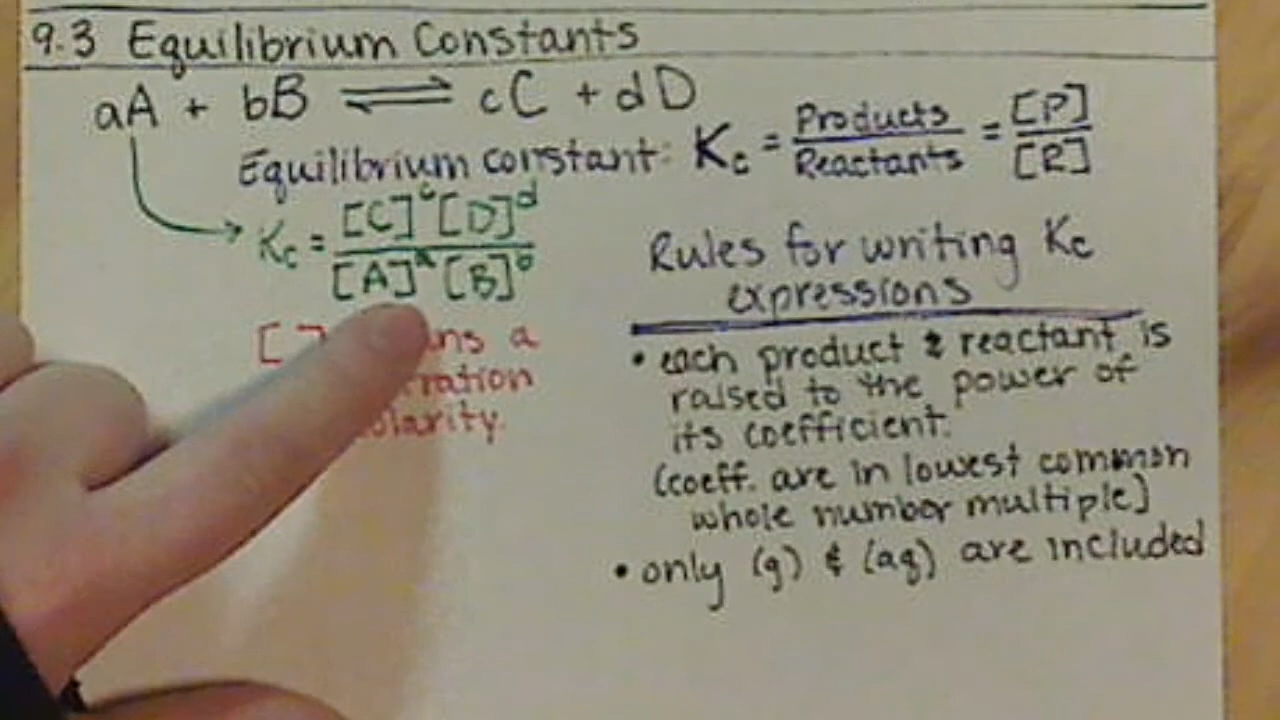 9.3 Equilibrium Constants
aA + bB ⇌ cC + dD
Equilibrium constant: Kc = Products/Reactants = [P]/[R]
Kc = [C]^c [D]^d / [A]^a [B]^b
[ ] a
Rules for writing Kc
expressions
• each product & reactant is
raised to the power of
its coefficient.
(coeff. are in lowest common
whole number multiple)
• only (g) & (aq) are included